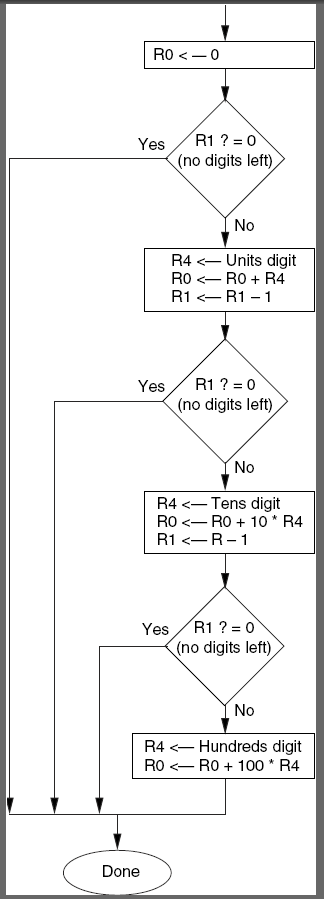 R0 < — 0
Yes
R1 ? = 0
(no digits left)
No
R4 <— Units digit
R0 <— R0 + R4
R1 <— R1 – 1
Yes
R1 ? = 0
(no digits left)
No
R4 <— Tens digit
R0 <— R0 + 10 * R4
R1 <— R – 1
Yes
R1 ? = 0
(no digits left)
No
R4 <— Hundreds digit
R0 <— R0 + 100 * R4
Done